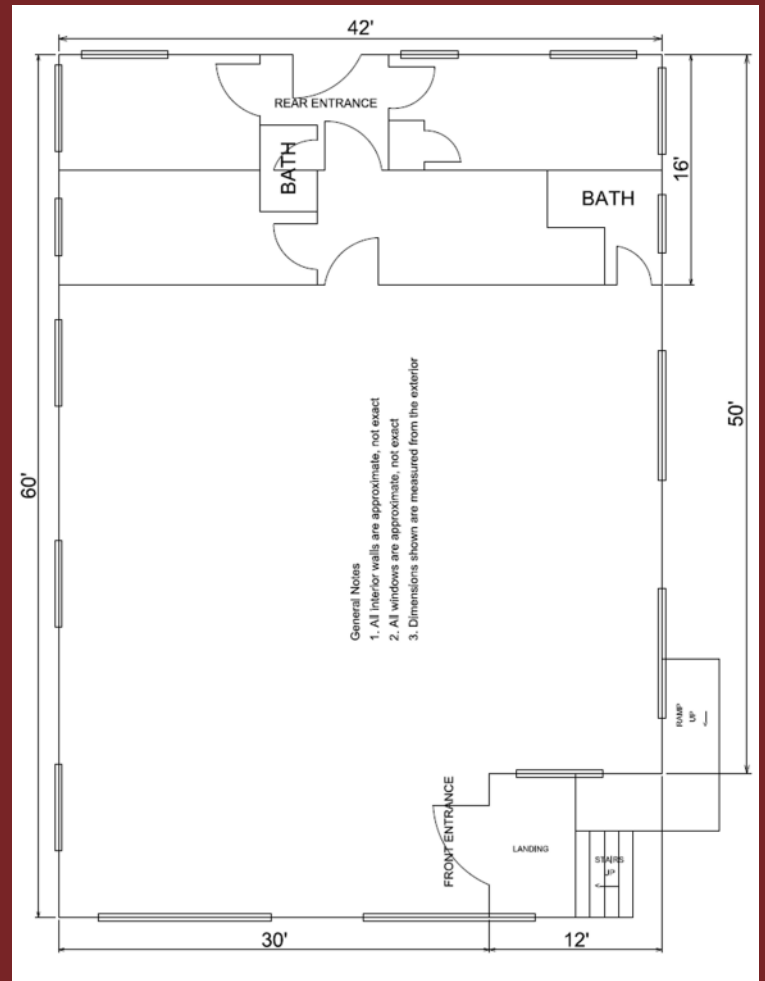 42'
REAR ENTRANCE
BATH
BATH
16'
60'
50'
General Notes
1. All interior walls are approximate, not exact
2. All windows are approximate, not exact
3. Dimensions shown are measured from the exterior
RAMP
UP
FRONT ENTRANCE
LANDING
STAIRS
UP
30'
12'